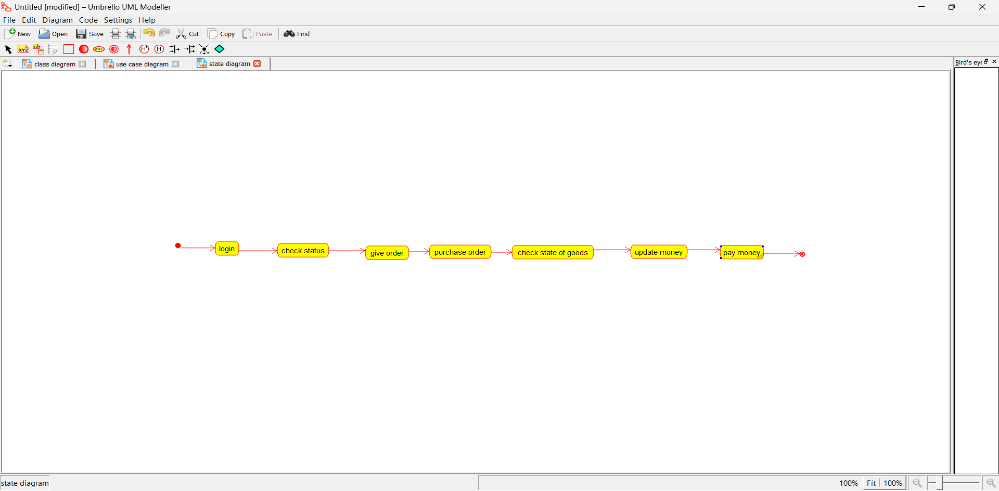 Untitled [modified] – Umbrello UML Modeller
File Edit Diagram Code Settings Help
New Open Save Cut Copy Paste Find
class diagram use case diagram state diagram
Bird's eye
login
check status
give order
purchase order
check state of goods
update money
pay money
state diagram
100% Fit 100%